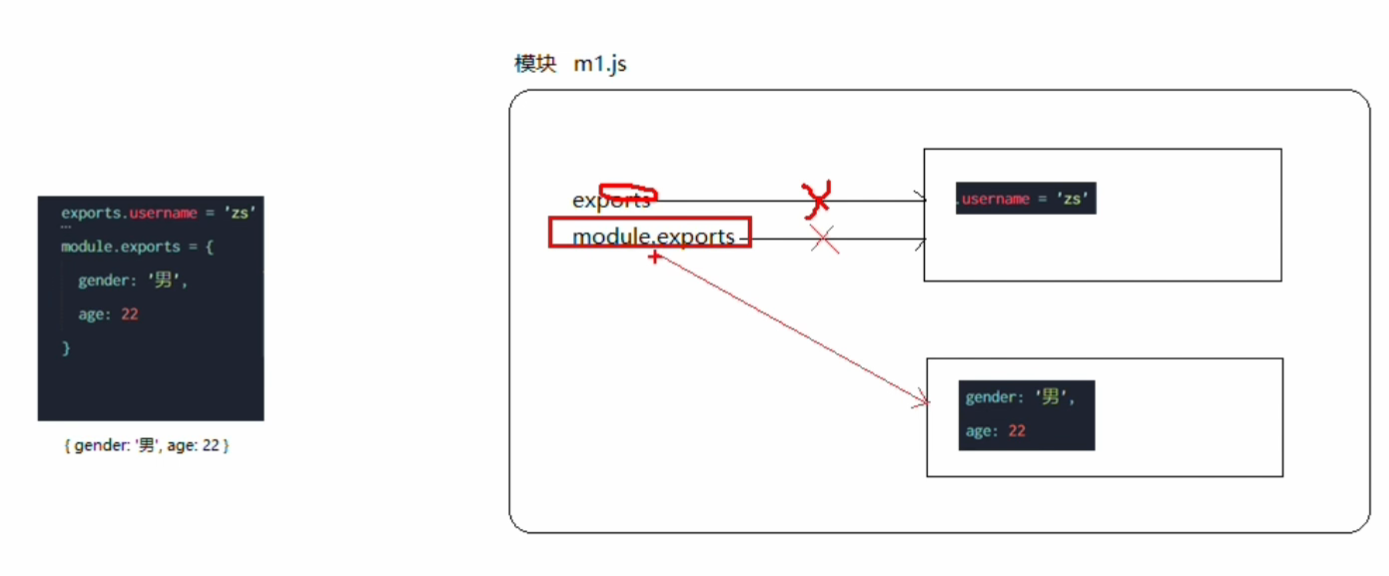 模块 m1.js
exports.username = 'zs'
...
module.exports = {
gender: '男',
age: 22
}
{ gender: '男', age: 22 }
exports
module.exports
.username = 'zs'
gender: '男',
age: 22